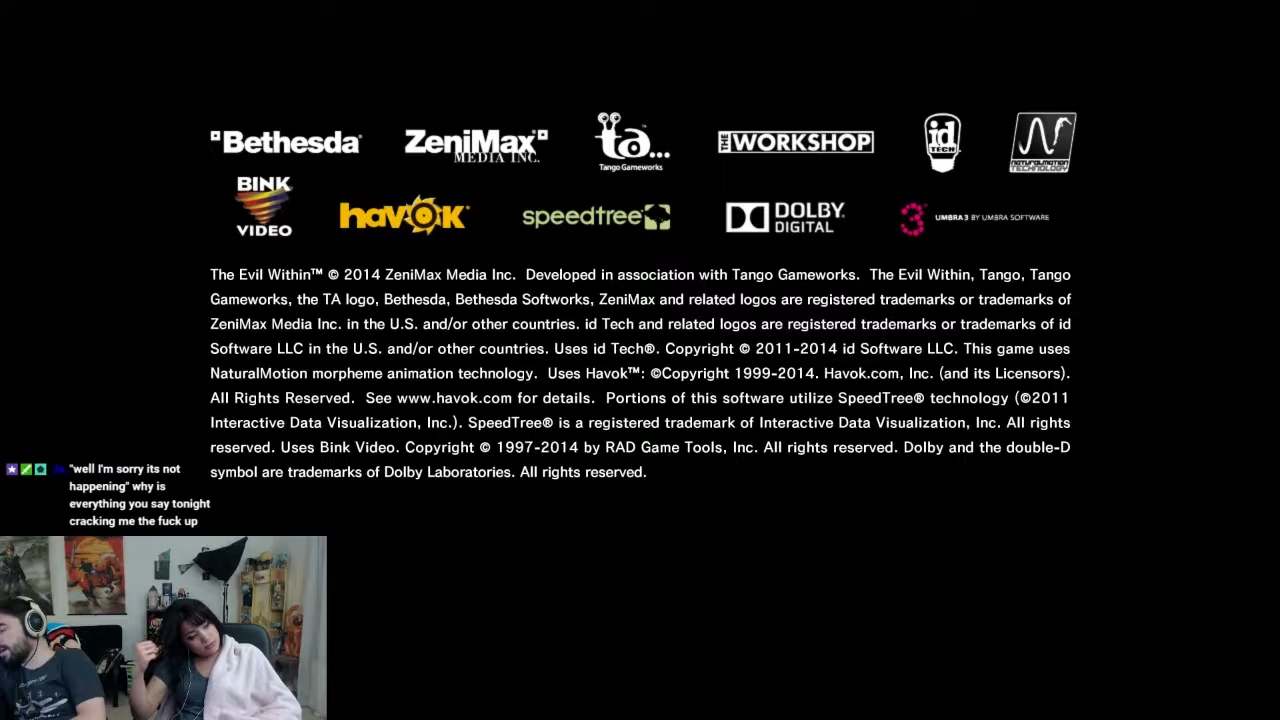 Bethesda
ZeniMax
MEDIA INC.
ta...
Tango Gameworks
THE WORKSHOP
id
TECH
N
NATURALMOTION
TECHNOLOGY
BINK
VIDEO
havok
speedtree
DOLBY
DIGITAL
3 UMBRA 3 BY UMBRA SOFTWARE
The Evil Within™ © 2014 ZeniMax Media Inc.  Developed in association with Tango Gameworks.  The Evil Within, Tango, Tango
Gameworks, the TA logo, Bethesda, Bethesda Softworks, ZeniMax and related logos are registered trademarks or trademarks of
ZeniMax Media Inc. in the U.S. and/or other countries. id Tech and related logos are registered trademarks or trademarks of id
Software LLC in the U.S. and/or other countries. Uses id Tech®. Copyright © 2011-2014 id Software LLC. This game uses
NaturalMotion morpheme animation technology.  Uses Havok™: ©Copyright 1999-2014. Havok.com, Inc. (and its Licensors).
All Rights Reserved.  See www.havok.com for details.  Portions of this software utilize SpeedTree® technology (©2011
Interactive Data Visualization, Inc.). SpeedTree® is a registered trademark of Interactive Data Visualization, Inc. All rights
reserved. Uses Bink Video. Copyright © 1997-2014 by RAD Game Tools, Inc. All rights reserved. Dolby and the double-D
symbol are trademarks of Dolby Laboratories. All rights reserved.
"well I'm sorry its not
happening" why is
everything you say tonight
cracking me the fuck up